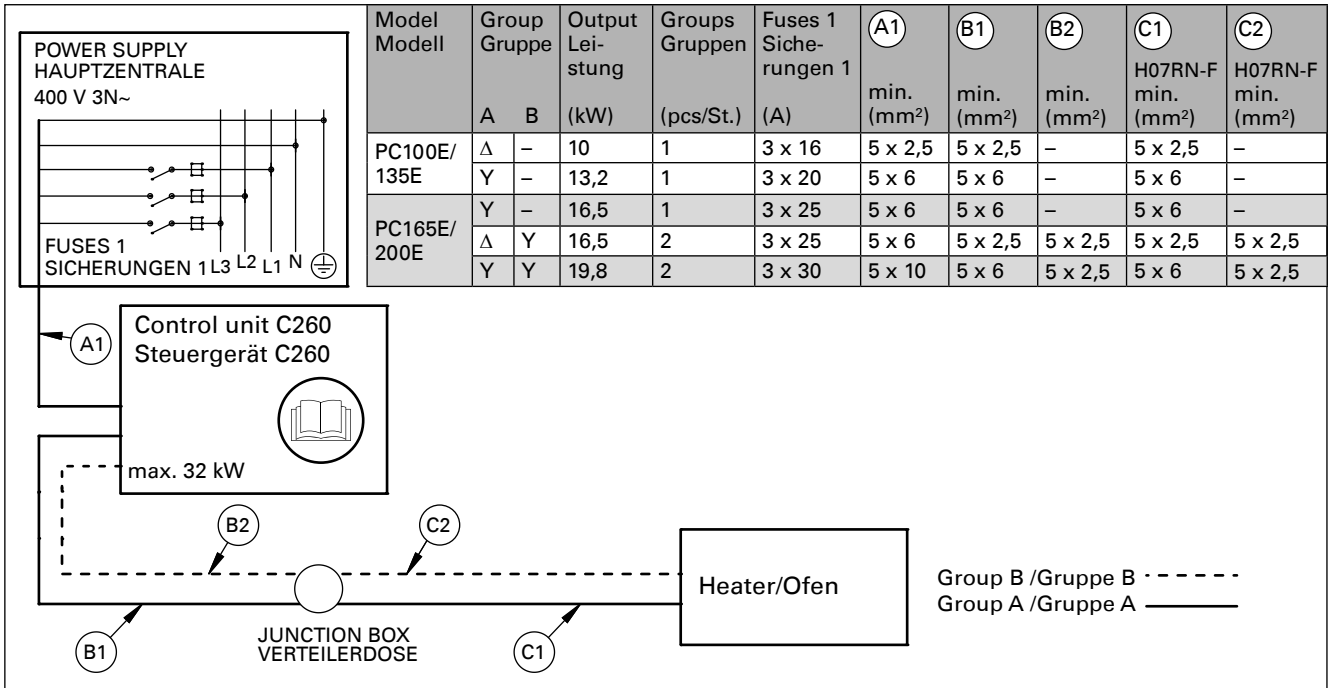 POWER SUPPLY
HAUPTZENTRALE
400 V 3N~
FUSES 1
SICHERUNGEN 1 L3 L2 L1 N
Model Group Output Groups Fuses 1 A1 B1 B2 C1 C2
Modell Gruppe Lei- Gruppen Siche-
stung rungen 1
H07RN-F H07RN-F
min. min. min. min. min.
A B (kW) (pcs/St.) (A) (mm²) (mm²) (mm²) (mm²) (mm²)
PC100E/ Δ – 10 1 3 x 16 5 x 2,5 5 x 2,5 – 5 x 2,5 –
135E Y – 13,2 1 3 x 20 5 x 6 5 x 6 – 5 x 6 –
Y – 16,5 1 3 x 25 5 x 6 5 x 6 – 5 x 6 –
PC165E/
200E Δ Y 16,5 2 3 x 25 5 x 6 5 x 2,5 5 x 2,5 5 x 2,5 5 x 2,5
Y Y 19,8 2 3 x 30 5 x 10 5 x 6 5 x 2,5 5 x 6 5 x 2,5
A1
Control unit C260
Steuergerät C260
max. 32 kW
B2
C2
Heater/Ofen
Group B /Gruppe B
Group A /Gruppe A
B1
JUNCTION BOX
VERTEILERDOSE
C1